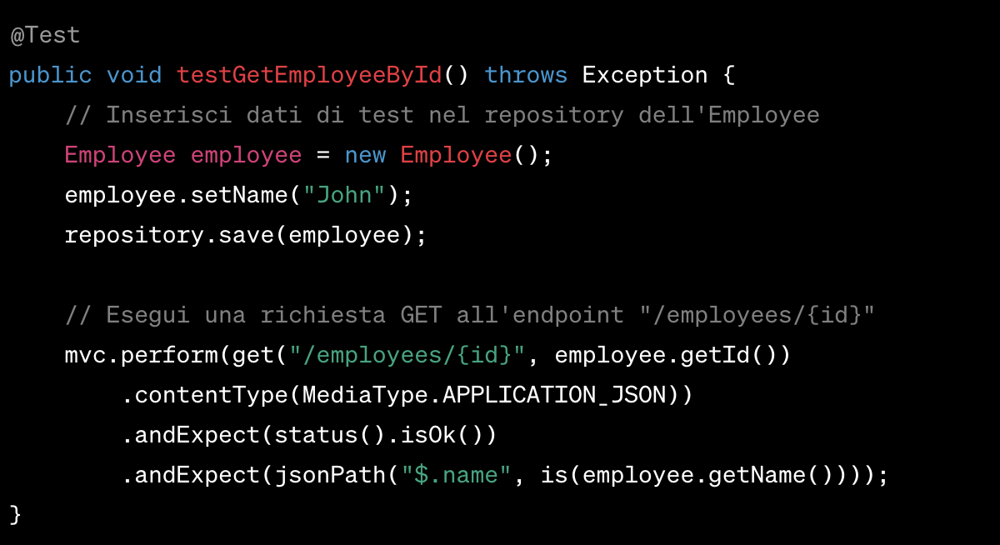 @Test
public void testGetEmployeeById() throws Exception {
    // Inserisci dati di test nel repository dell'Employee
    Employee employee = new Employee();
    employee.setName("John");
    repository.save(employee);

    // Esegui una richiesta GET all'endpoint "/employees/{id}"
    mvc.perform(get("/employees/{id}", employee.getId())
        .contentType(MediaType.APPLICATION_JSON))
        .andExpect(status().isOk())
        .andExpect(jsonPath("$.name", is(employee.getName())));
}